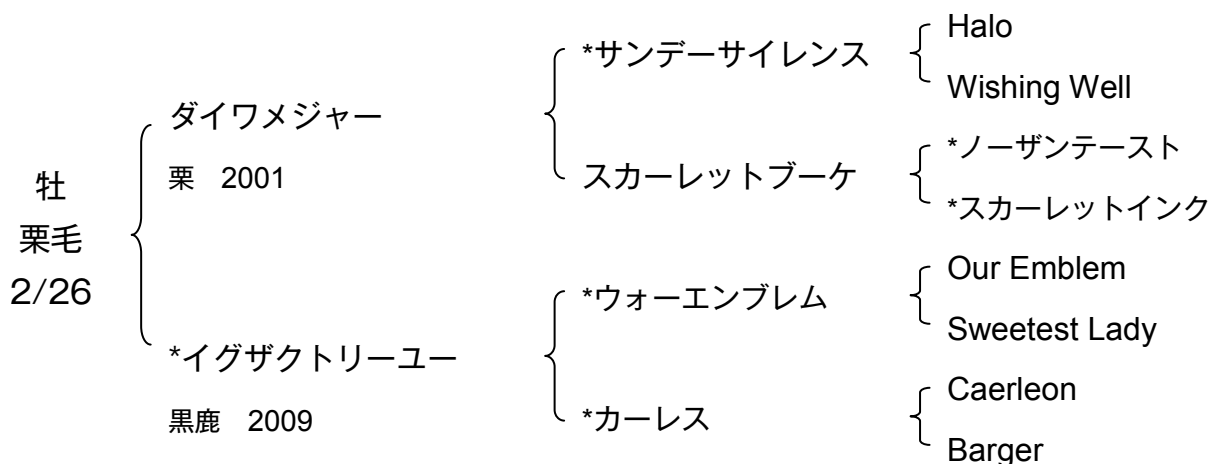 牡
栗毛
2/26
ダイワメジャー
栗 2001
*イグザクトリーユー
黒鹿 2009
*サンデーサイレンス
スカーレットブーケ
*ウォーエンブレム
*カーレス
Halo
Wishing Well
*ノーザンテースト
*スカーレットインク
Our Emblem
Sweetest Lady
Caerleon
Barger